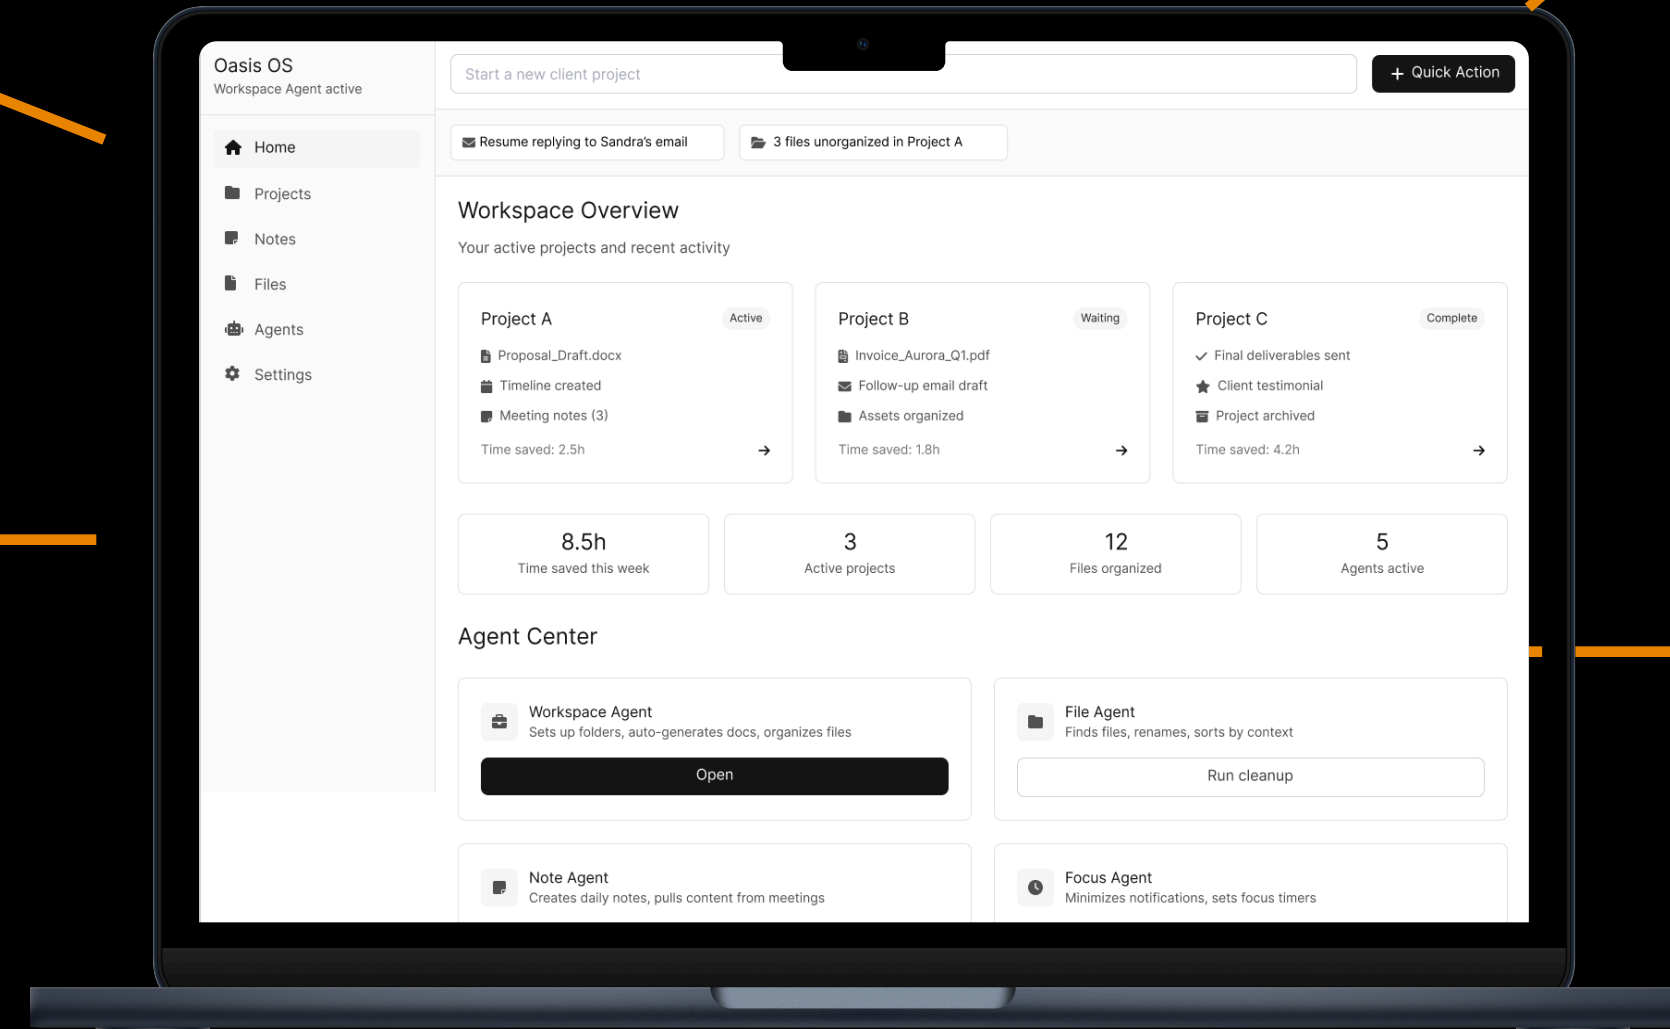 Oasis OS
Workspace Agent active
Start a new client project
+ Quick Action
Home
Projects
Notes
Files
Agents
Settings
Resume replying to Sandra's email
3 files unorganized in Project A
Workspace Overview
Your active projects and recent activity
Project A
Active
Proposal_Draft.docx
Timeline created
Meeting notes (3)
Time saved: 2.5h
Project B
Waiting
Invoice_Aurora_Q1.pdf
Follow-up email draft
Assets organized
Time saved: 1.8h
Project C
Complete
Final deliverables sent
Client testimonial
Project archived
Time saved: 4.2h
8.5h
Time saved this week
3
Active projects
12
Files organized
5
Agents active
Agent Center
Workspace Agent
Sets up folders, auto-generates docs, organizes files
Open
File Agent
Finds files, renames, sorts by context
Run cleanup
Note Agent
Creates daily notes, pulls content from meetings
Focus Agent
Minimizes notifications, sets focus timers